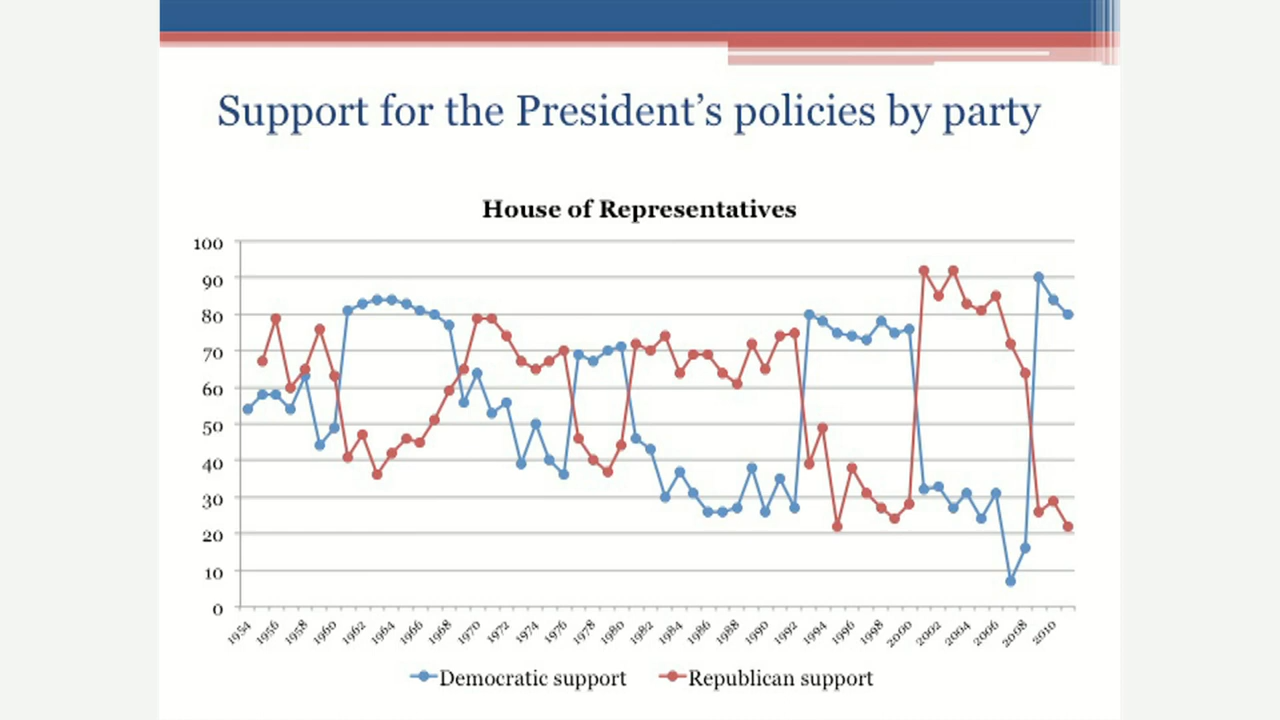 Support for the President's policies by party
House of Representatives
100
90
80
70
60
50
40
30
20
10
0
1954 1956 1958 1960 1962 1964 1966 1968 1970 1972 1974 1976 1978 1980 1982 1984 1986 1988 1990 1992 1994 1996 1998 2000 2002 2004 2006 2008 2010
Democratic support Republican support